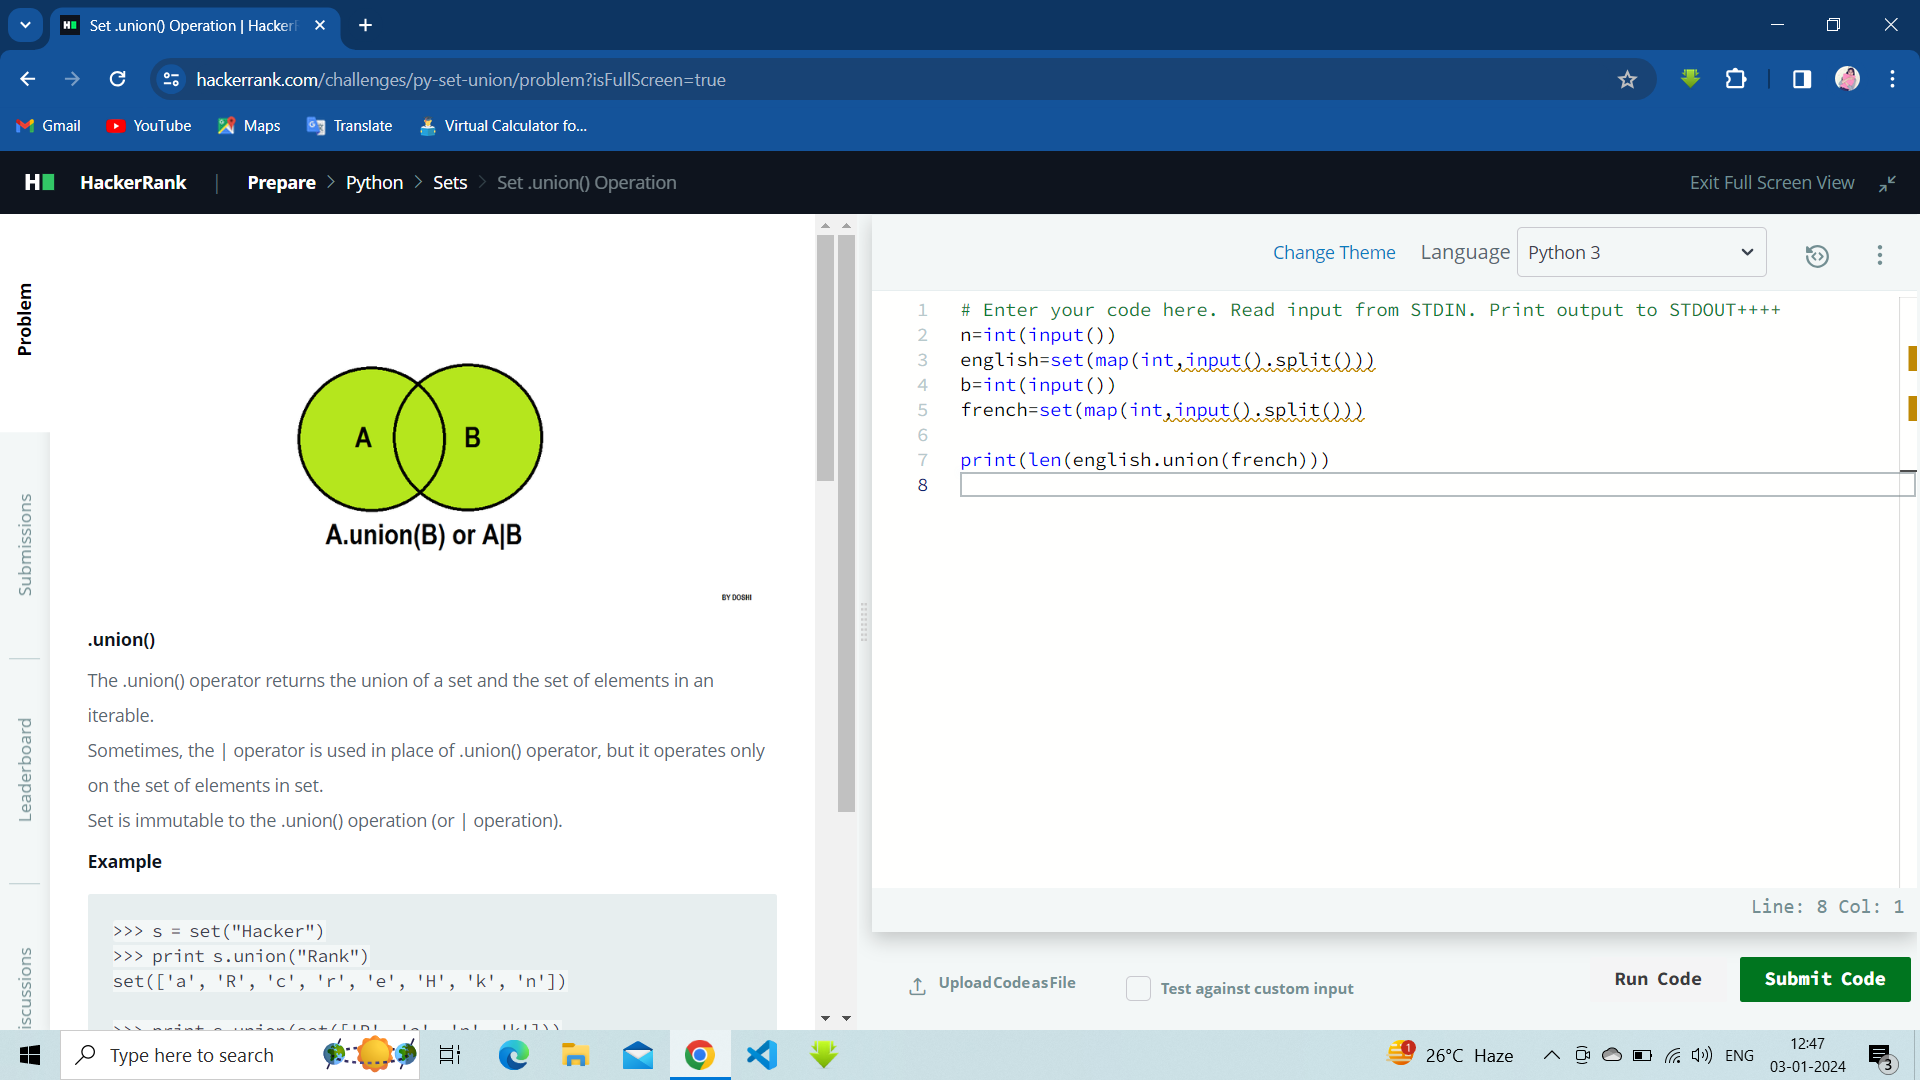 Set .union() Operation | Hacker
hackerrank.com/challenges/py-set-union/problem?isFullScreen=true
Gmail YouTube Maps Translate Virtual Calculator fo...
HackerRank | Prepare > Python > Sets > Set .union() Operation Exit Full Screen View
Problem
Submissions
Leaderboard
iscussions
A B
A.union(B) or A|B
BY DOSHI
.union()
The .union() operator returns the union of a set and the set of elements in an
iterable.
Sometimes, the | operator is used in place of .union() operator, but it operates only
on the set of elements in set.
Set is immutable to the .union() operation (or | operation).
Example
>>> s = set("Hacker")
>>> print s.union("Rank")
set(['a', 'R', 'c', 'r', 'e', 'H', 'k', 'n'])
>>> print s.union(set(['R', 'a', 'n', 'k']))
Change Theme Language Python 3
1 # Enter your code here. Read input from STDIN. Print output to STDOUT++++
2 n=int(input())
3 english=set(map(int,input().split()))
4 b=int(input())
5 french=set(map(int,input().split()))
6
7 print(len(english.union(french)))
8
Line: 8 Col: 1
Upload Code as File Test against custom input Run Code Submit Code
Type here to search
1 26°C Haze ENG 12:47
03-01-2024 3